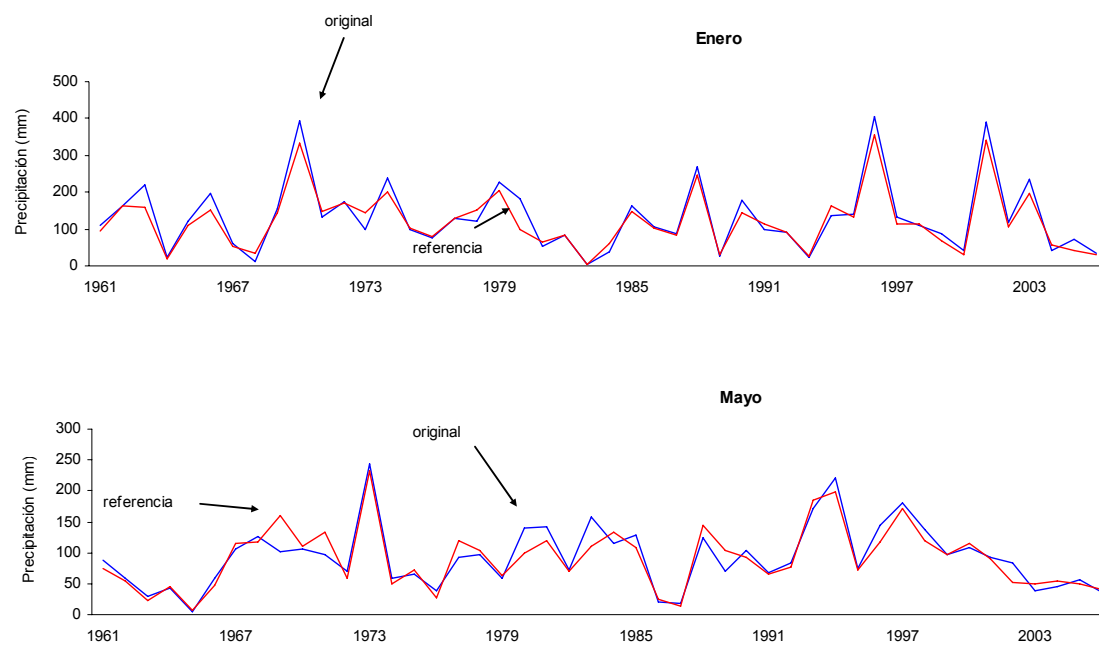 original
Enero
Precipitación (mm)
500
400
300
200
100
0
referencia
1961 1967 1973 1979 1985 1991 1997 2003
Mayo
Precipitación (mm)
300
250
200
150
100
50
0
original
referencia
1961 1967 1973 1979 1985 1991 1997 2003